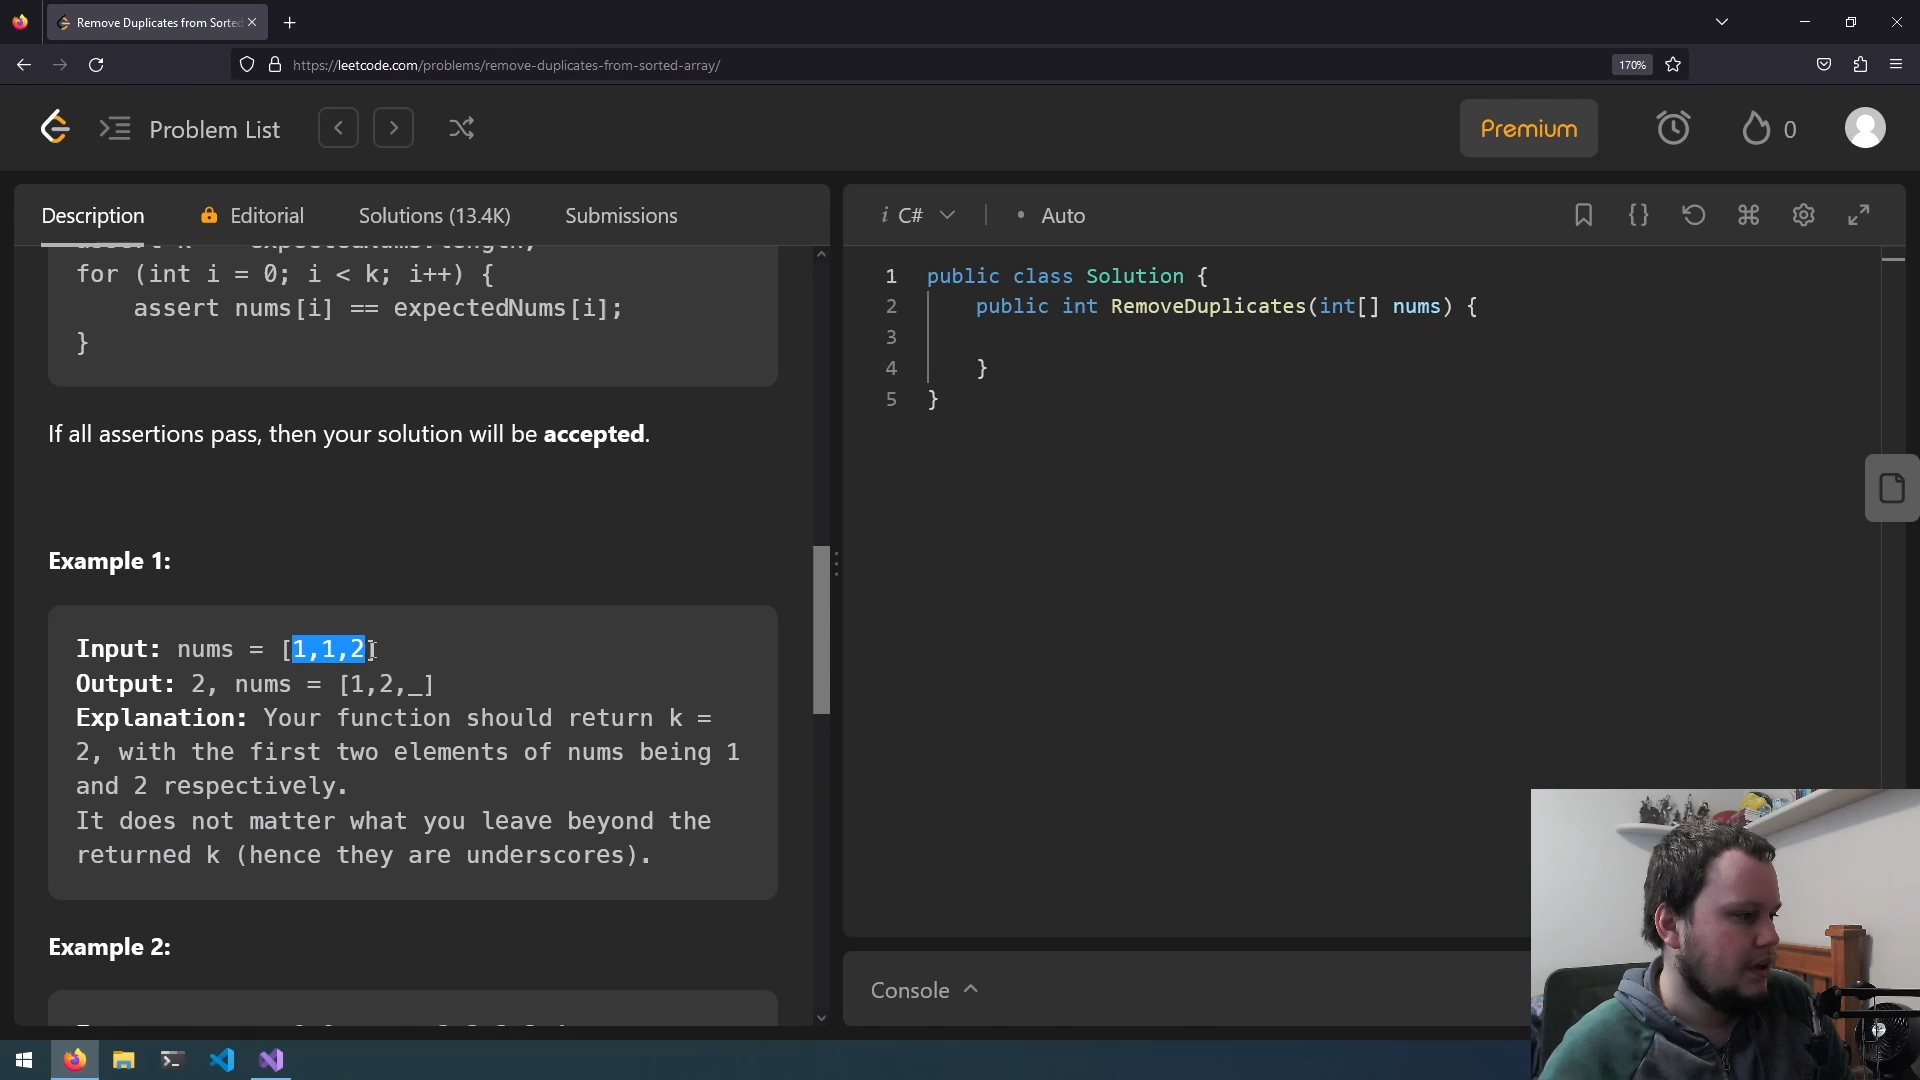 Remove Duplicates from Sorted
https://leetcode.com/problems/remove-duplicates-from-sorted-array/
170%
Problem List
Premium
0
Description
Editorial
Solutions (13.4K)
Submissions
for (int i = 0; i < k; i++) {
assert nums[i] == expectedNums[i];
}
If all assertions pass, then your solution will be accepted.
Example 1:
Input: nums = [1,1,2]
Output: 2, nums = [1,2,_]
Explanation: Your function should return k =
2, with the first two elements of nums being 1
and 2 respectively.
It does not matter what you leave beyond the
returned k (hence they are underscores).
Example 2:
i C#
Auto
1 public class Solution {
2 public int RemoveDuplicates(int[] nums) {
3
4 }
5 }
Console